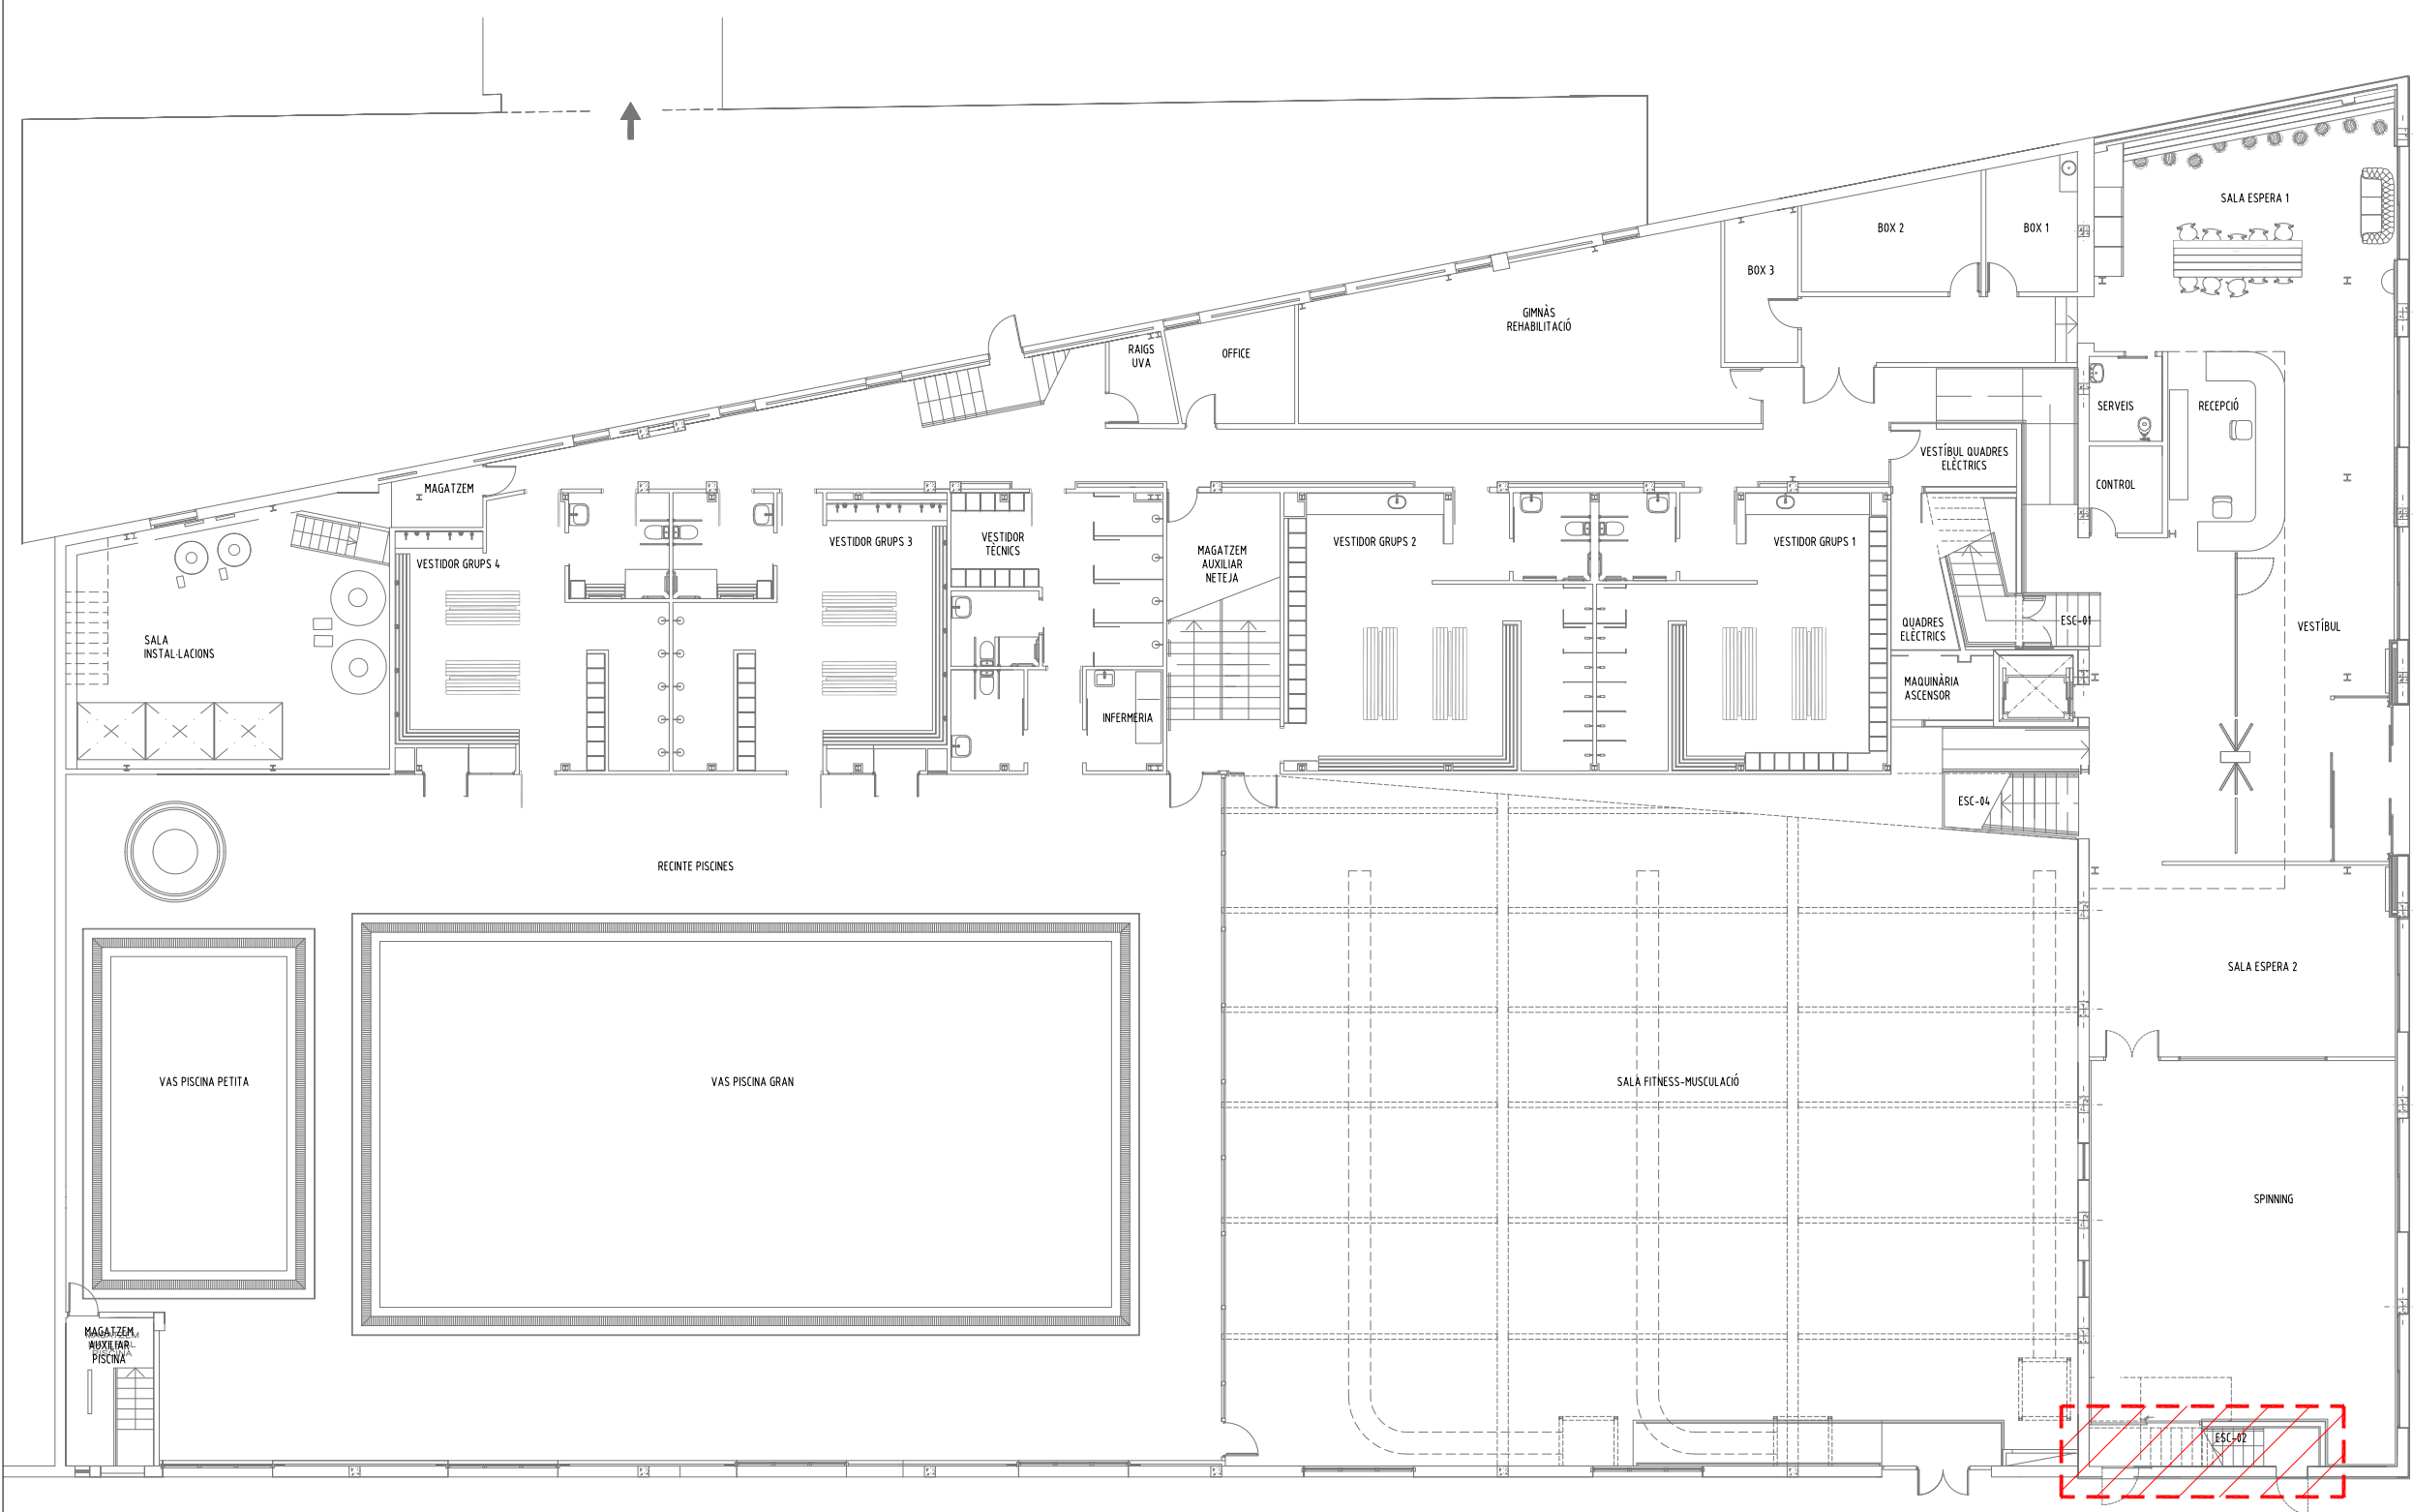 SALA ESPERA 1
BOX 2
BOX 1
BOX 3
GIMNÀS
REHABILITACIÓ
RAIGS
UVA
OFFICE
SERVEIS
RECEPCIÓ
VESTÍBUL QUADRES
ELÈCTRICS
CONTROL
MAGATZEM
VESTIDOR GRUPS 4
VESTIDOR GRUPS 3
VESTIDOR
TÈCNICS
MAGATZEM
AUXILIAR
NETEJA
VESTIDOR GRUPS 2
VESTIDOR GRUPS 1
QUADRES
ELÈCTRICS
ESC-01
VESTÍBUL
SALA
INSTAL·LACIONS
MAQUINÀRIA
ASCENSOR
INFERMERIA
ESC-04
RECINTE PISCINES
SALA ESPERA 2
VAS PISCINA PETITA
VAS PISCINA GRAN
SALA FITNESS-MUSCULACIÓ
SPINNING
MAGATZEM
AUXILIAR
PISCINA
ESC-02